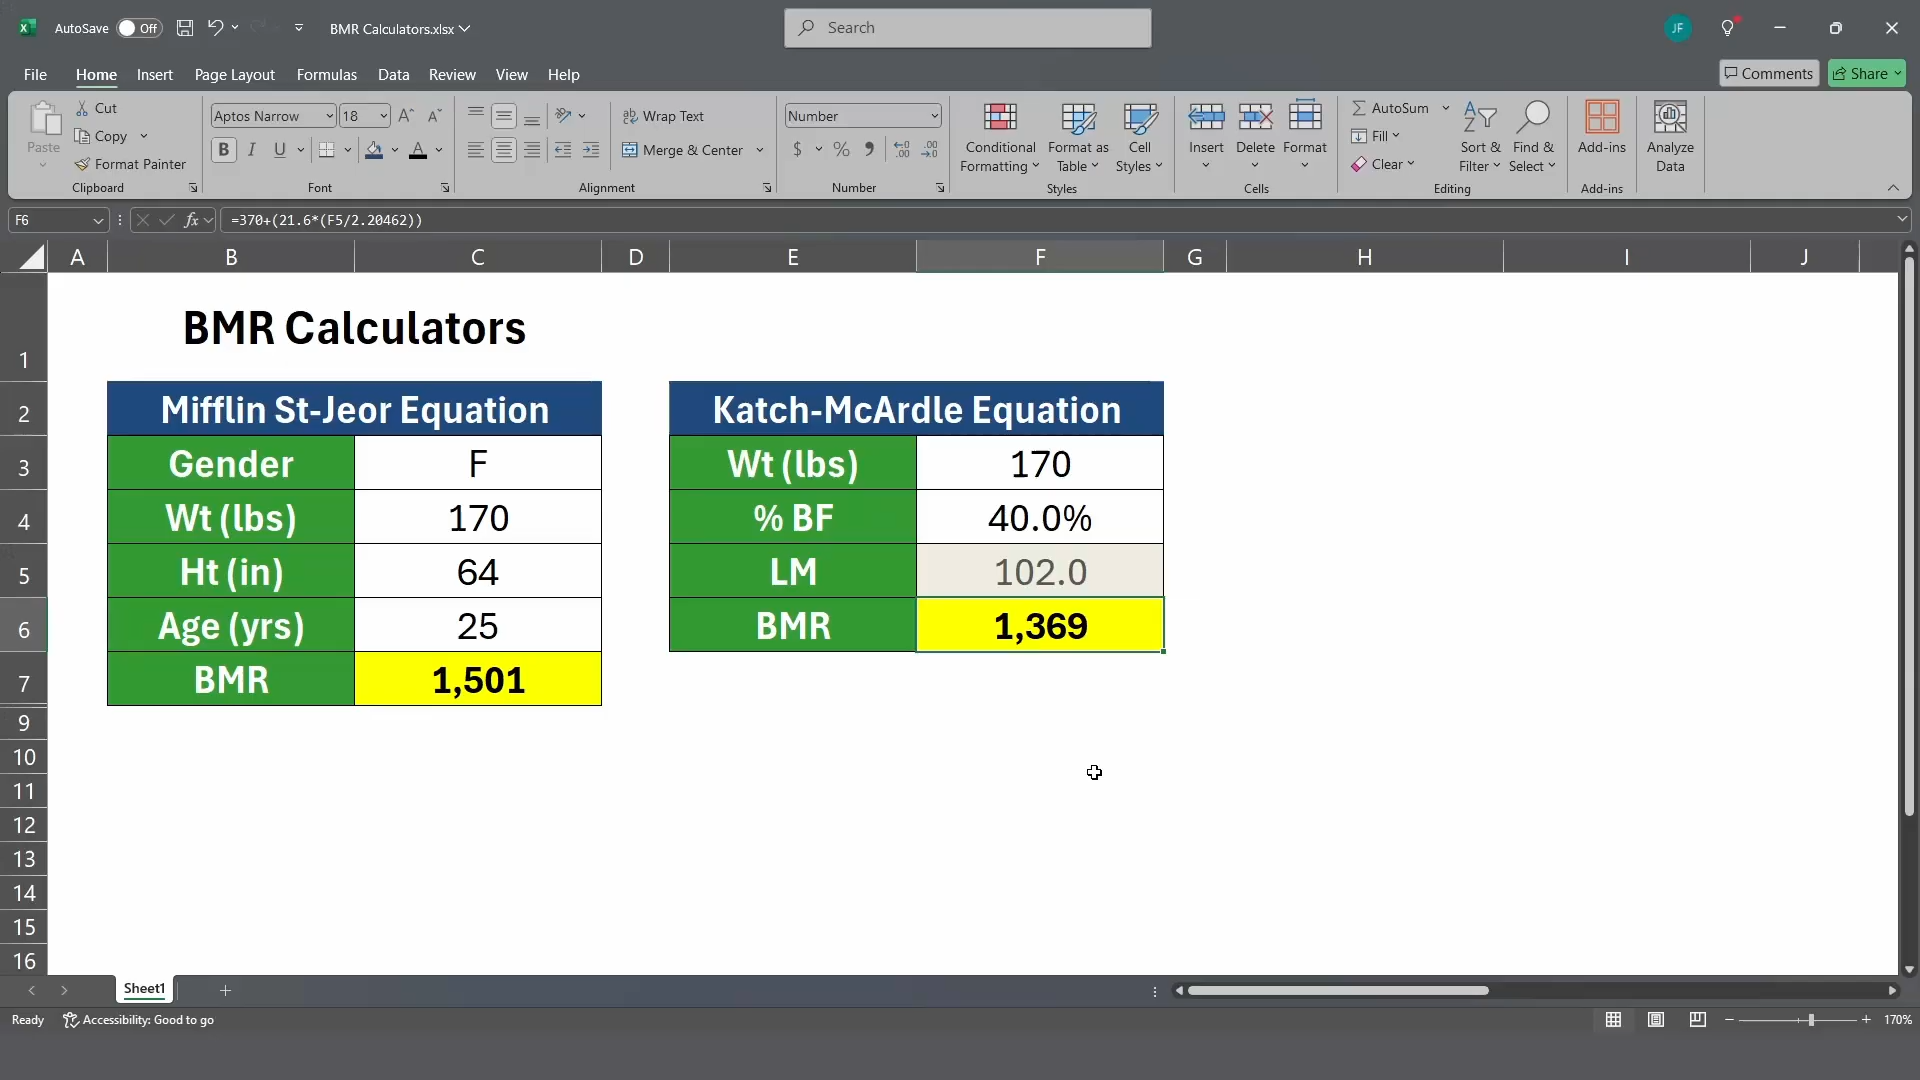 AutoSave Off BMR Calculators.xlsx Search JF
File Home Insert Page Layout Formulas Data Review View Help Comments Share
Paste Cut Copy Format Painter Clipboard
Aptos Narrow 18 B I U Font
Wrap Text Merge & Center Alignment
Number $ % Number
Conditional Formatting Format as Table Cell Styles Styles
Insert Delete Format Cells
AutoSum Fill Clear Sort & Filter Find & Select Editing
Add-ins Add-ins
Analyze Data
F6 fx =370+(21.6*(F5/2.20462))
A B C D E F G H I J
1 BMR Calculators
2 Mifflin St-Jeor Equation Katch-McArdle Equation
3 Gender F Wt (lbs) 170
4 Wt (lbs) 170 % BF 40.0%
5 Ht (in) 64 LM 102.0
6 Age (yrs) 25 BMR 1,369
7 BMR 1,501
9
10
11
12
13
14
15
16
Sheet1
Ready Accessibility: Good to go 170%